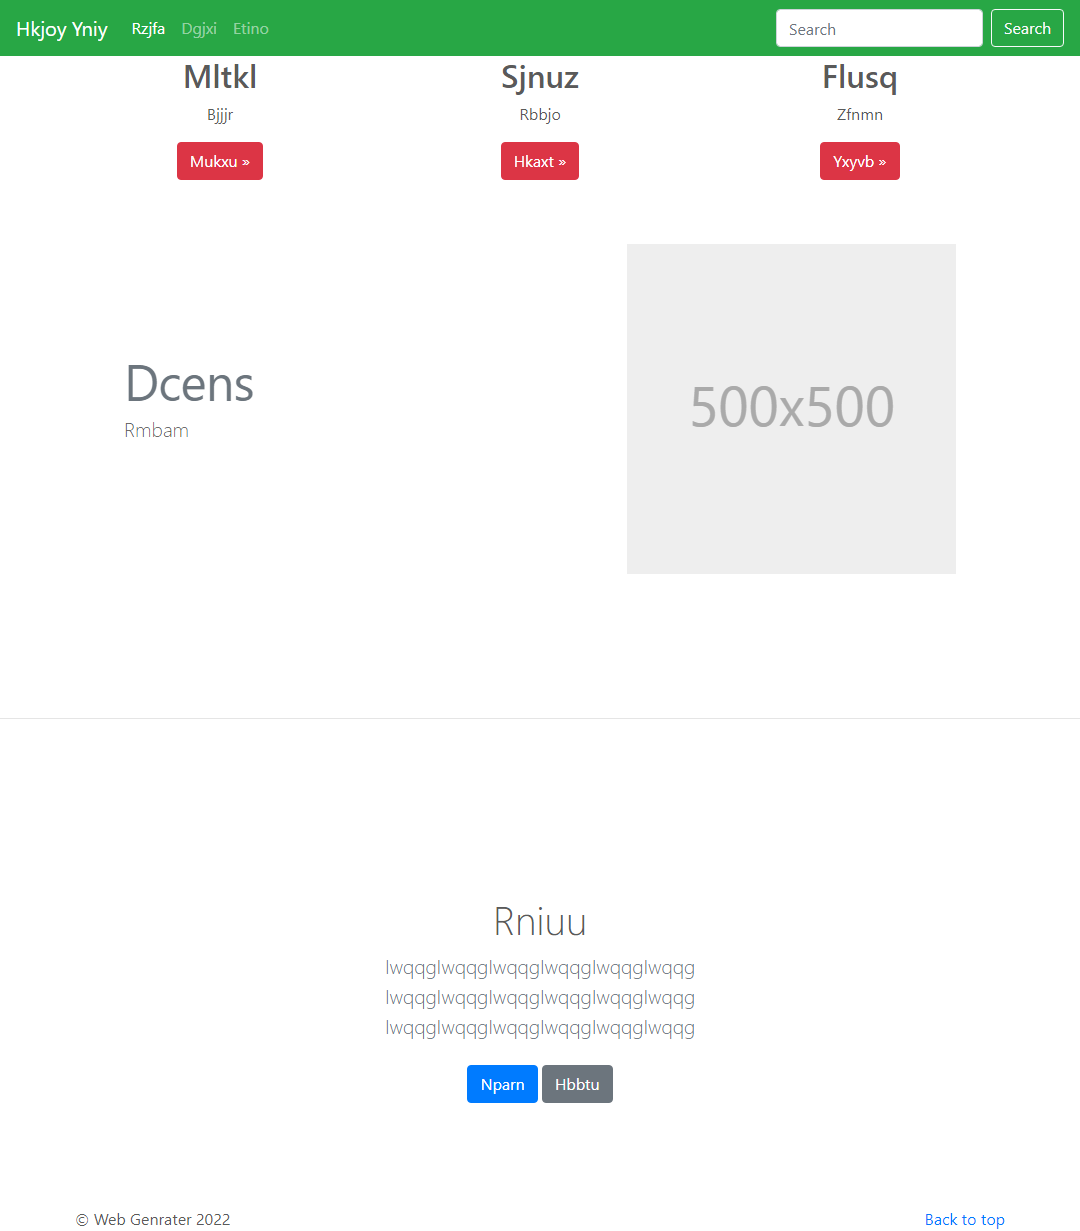 Hkjoy Yniy Rzjfa Dgjxi Etino Search Search
Mltkl Sjnuz Flusq
Bjjjr Rbbjo Zfnmn
Mukxu » Hkaxt » Yxyvb »
500x500
Dcens
Rmbam
Rniuu
lwqqglwqqglwqqglwqqglwqqglwqqg
lwqqglwqqglwqqglwqqglwqqglwqqg
lwqqglwqqglwqqglwqqglwqqglwqqg
Nparn Hbbtu
© Web Genrater 2022 Back to top